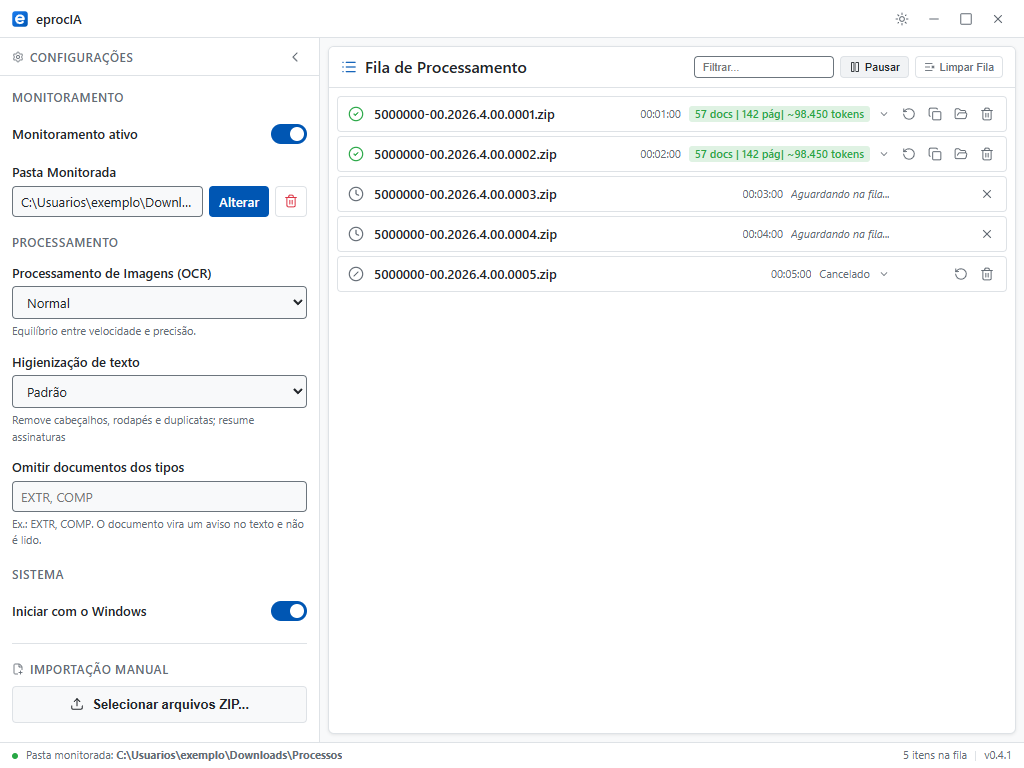 eprocIA
CONFIGURAÇÕES
MONITORAMENTO
Monitoramento ativo
Pasta Monitorada
C:\Usuarios\exemplo\Downl...
Alterar
PROCESSAMENTO
Processamento de Imagens (OCR)
Normal
Equilíbrio entre velocidade e precisão.
Higienização de texto
Padrão
Remove cabeçalhos, rodapés e duplicatas; resume
assinaturas
Omitir documentos dos tipos
EXTR, COMP
Ex.: EXTR, COMP. O documento vira um aviso no texto e não
é lido.
SISTEMA
Iniciar com o Windows
IMPORTAÇÃO MANUAL
Selecionar arquivos ZIP...
Fila de Processamento
Filtrar...
Pausar
Limpar Fila
5000000-00.2026.4.00.0001.zip 00:01:00 57 docs | 142 pág| ~98.450 tokens
5000000-00.2026.4.00.0002.zip 00:02:00 57 docs | 142 pág| ~98.450 tokens
5000000-00.2026.4.00.0003.zip 00:03:00 Aguardando na fila...
5000000-00.2026.4.00.0004.zip 00:04:00 Aguardando na fila...
5000000-00.2026.4.00.0005.zip 00:05:00 Cancelado
Pasta monitorada: C:\Usuarios\exemplo\Downloads\Processos
5 itens na fila
v0.4.1